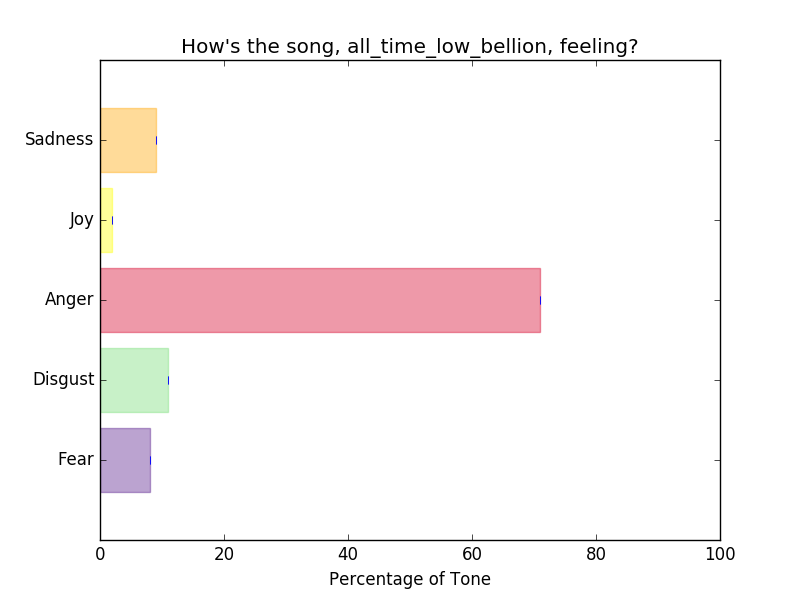 How's the song, all_time_low_bellion, feeling?
Sadness
Joy
Anger
Disgust
Fear
0 20 40 60 80 100
Percentage of Tone